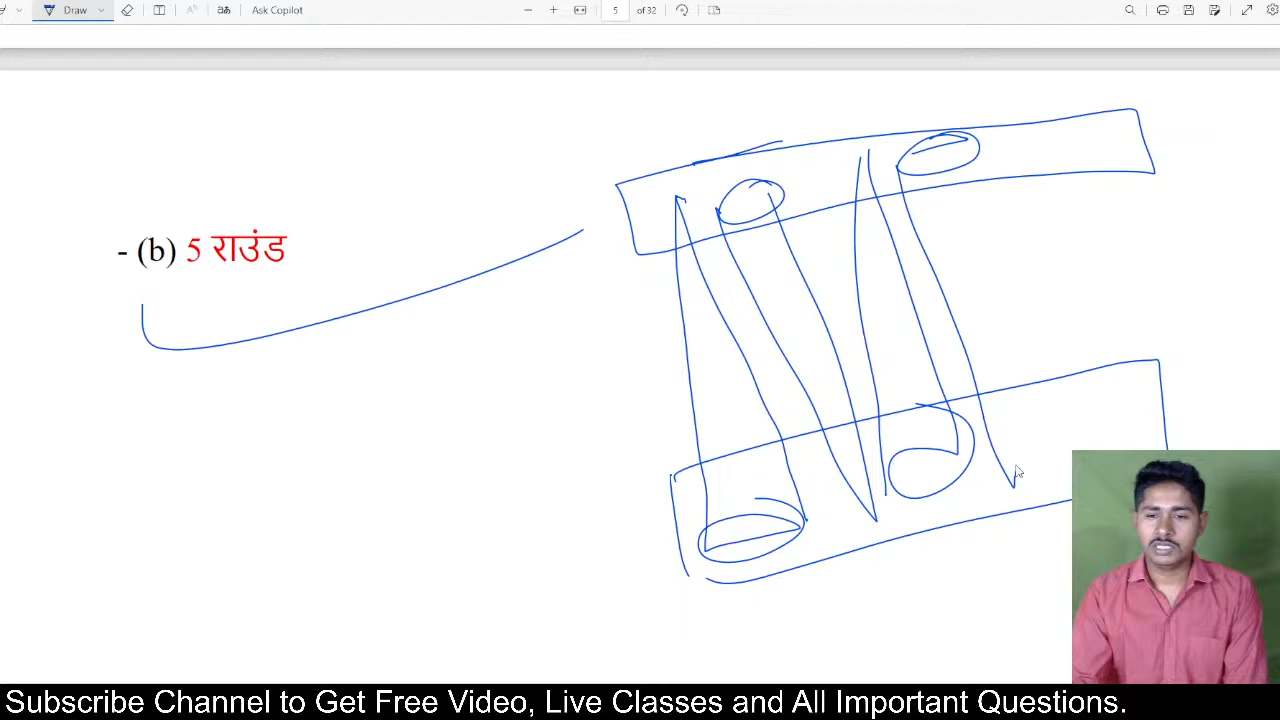 Draw
Ask Copilot
5 of 32
- (b) 5 राउंड
Subscribe Channel to Get Free Video, Live Classes and All Important Questions.